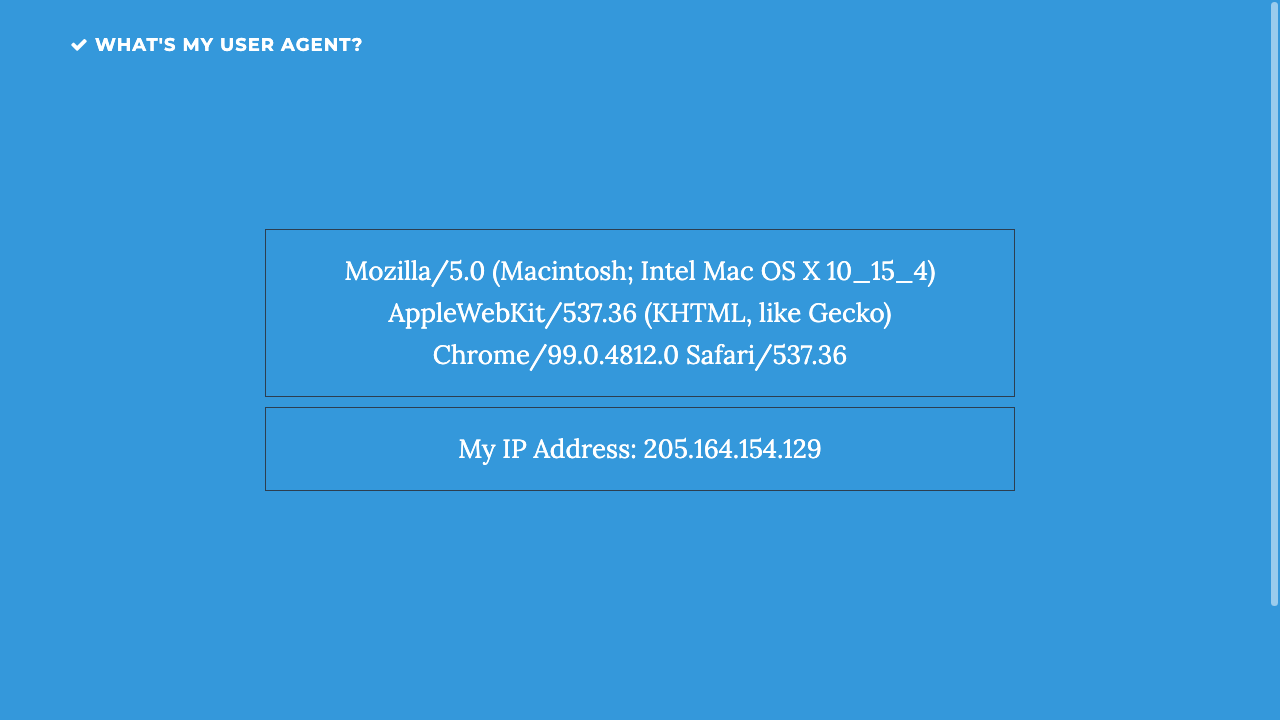 WHAT'S MY USER AGENT?
Mozilla/5.0 (Macintosh; Intel Mac OS X 10_15_4)
AppleWebKit/537.36 (KHTML, like Gecko)
Chrome/99.0.4812.0 Safari/537.36
My IP Address: 205.164.154.129